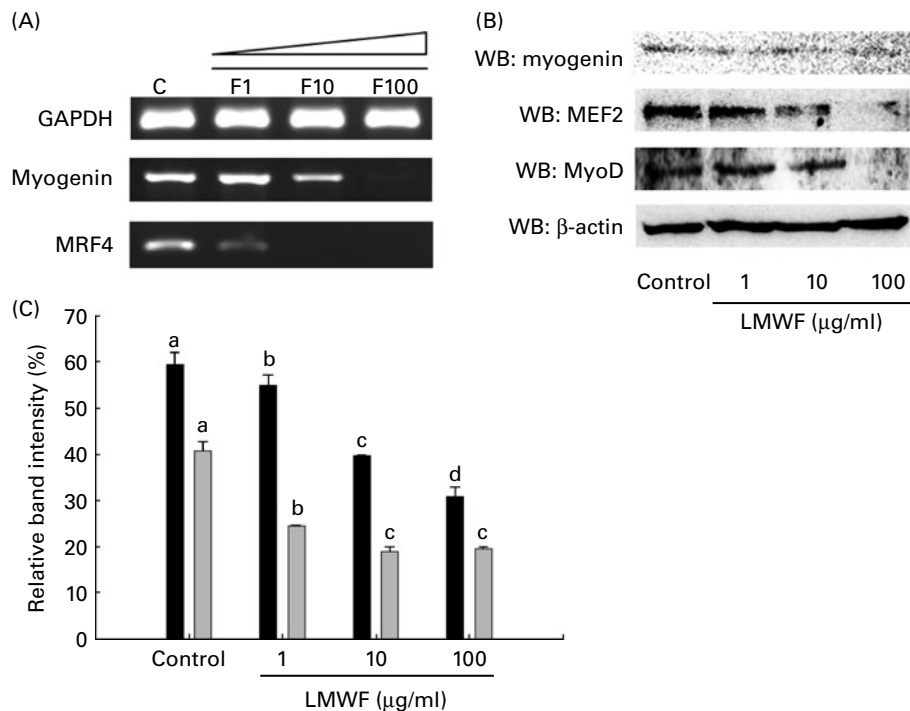 (A)
C F1 F10 F100
GAPDH
Myogenin
MRF4
(B)
WB: myogenin
WB: MEF2
WB: MyoD
WB: β-actin
Control 1 10 100
LMWF (μg/ml)
(C)
Relative band intensity (%)
70
60
50
40
30
20
10
0
a
a
b
b
c
c
d
c
Control 1 10 100
LMWF (μg/ml)